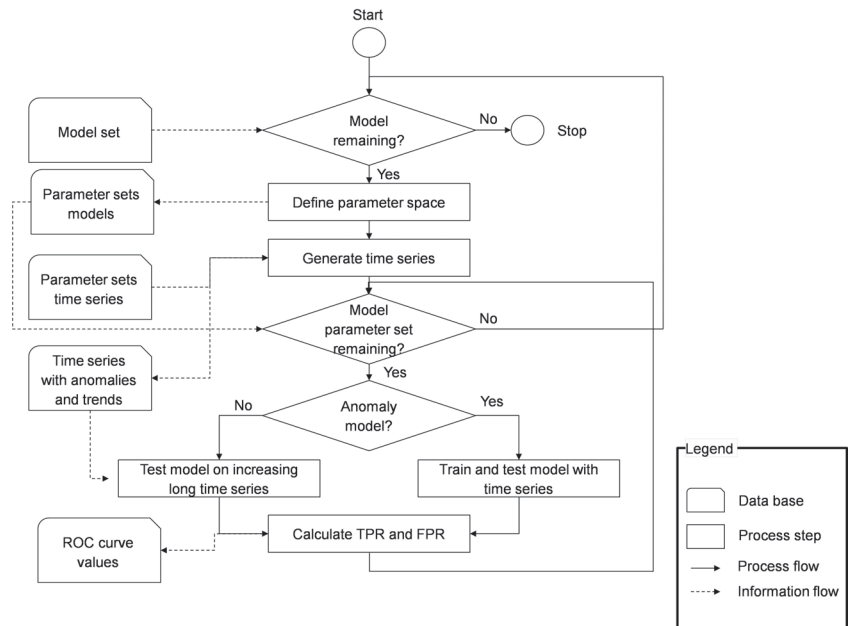 Start
Model
remaining?
No
Stop
Model set
Yes
Parameter sets
models
Define parameter space
Generate time series
Parameter sets
time series
Model
parameter set
remaining?
No
Yes
Time series
with anomalies
and trends
No
Anomaly
model?
Yes
Test model on increasing
long time series
Train and test model with
time series
ROC curve
values
Calculate TPR and FPR
Legend
Data base
Process step
Process flow
Information flow